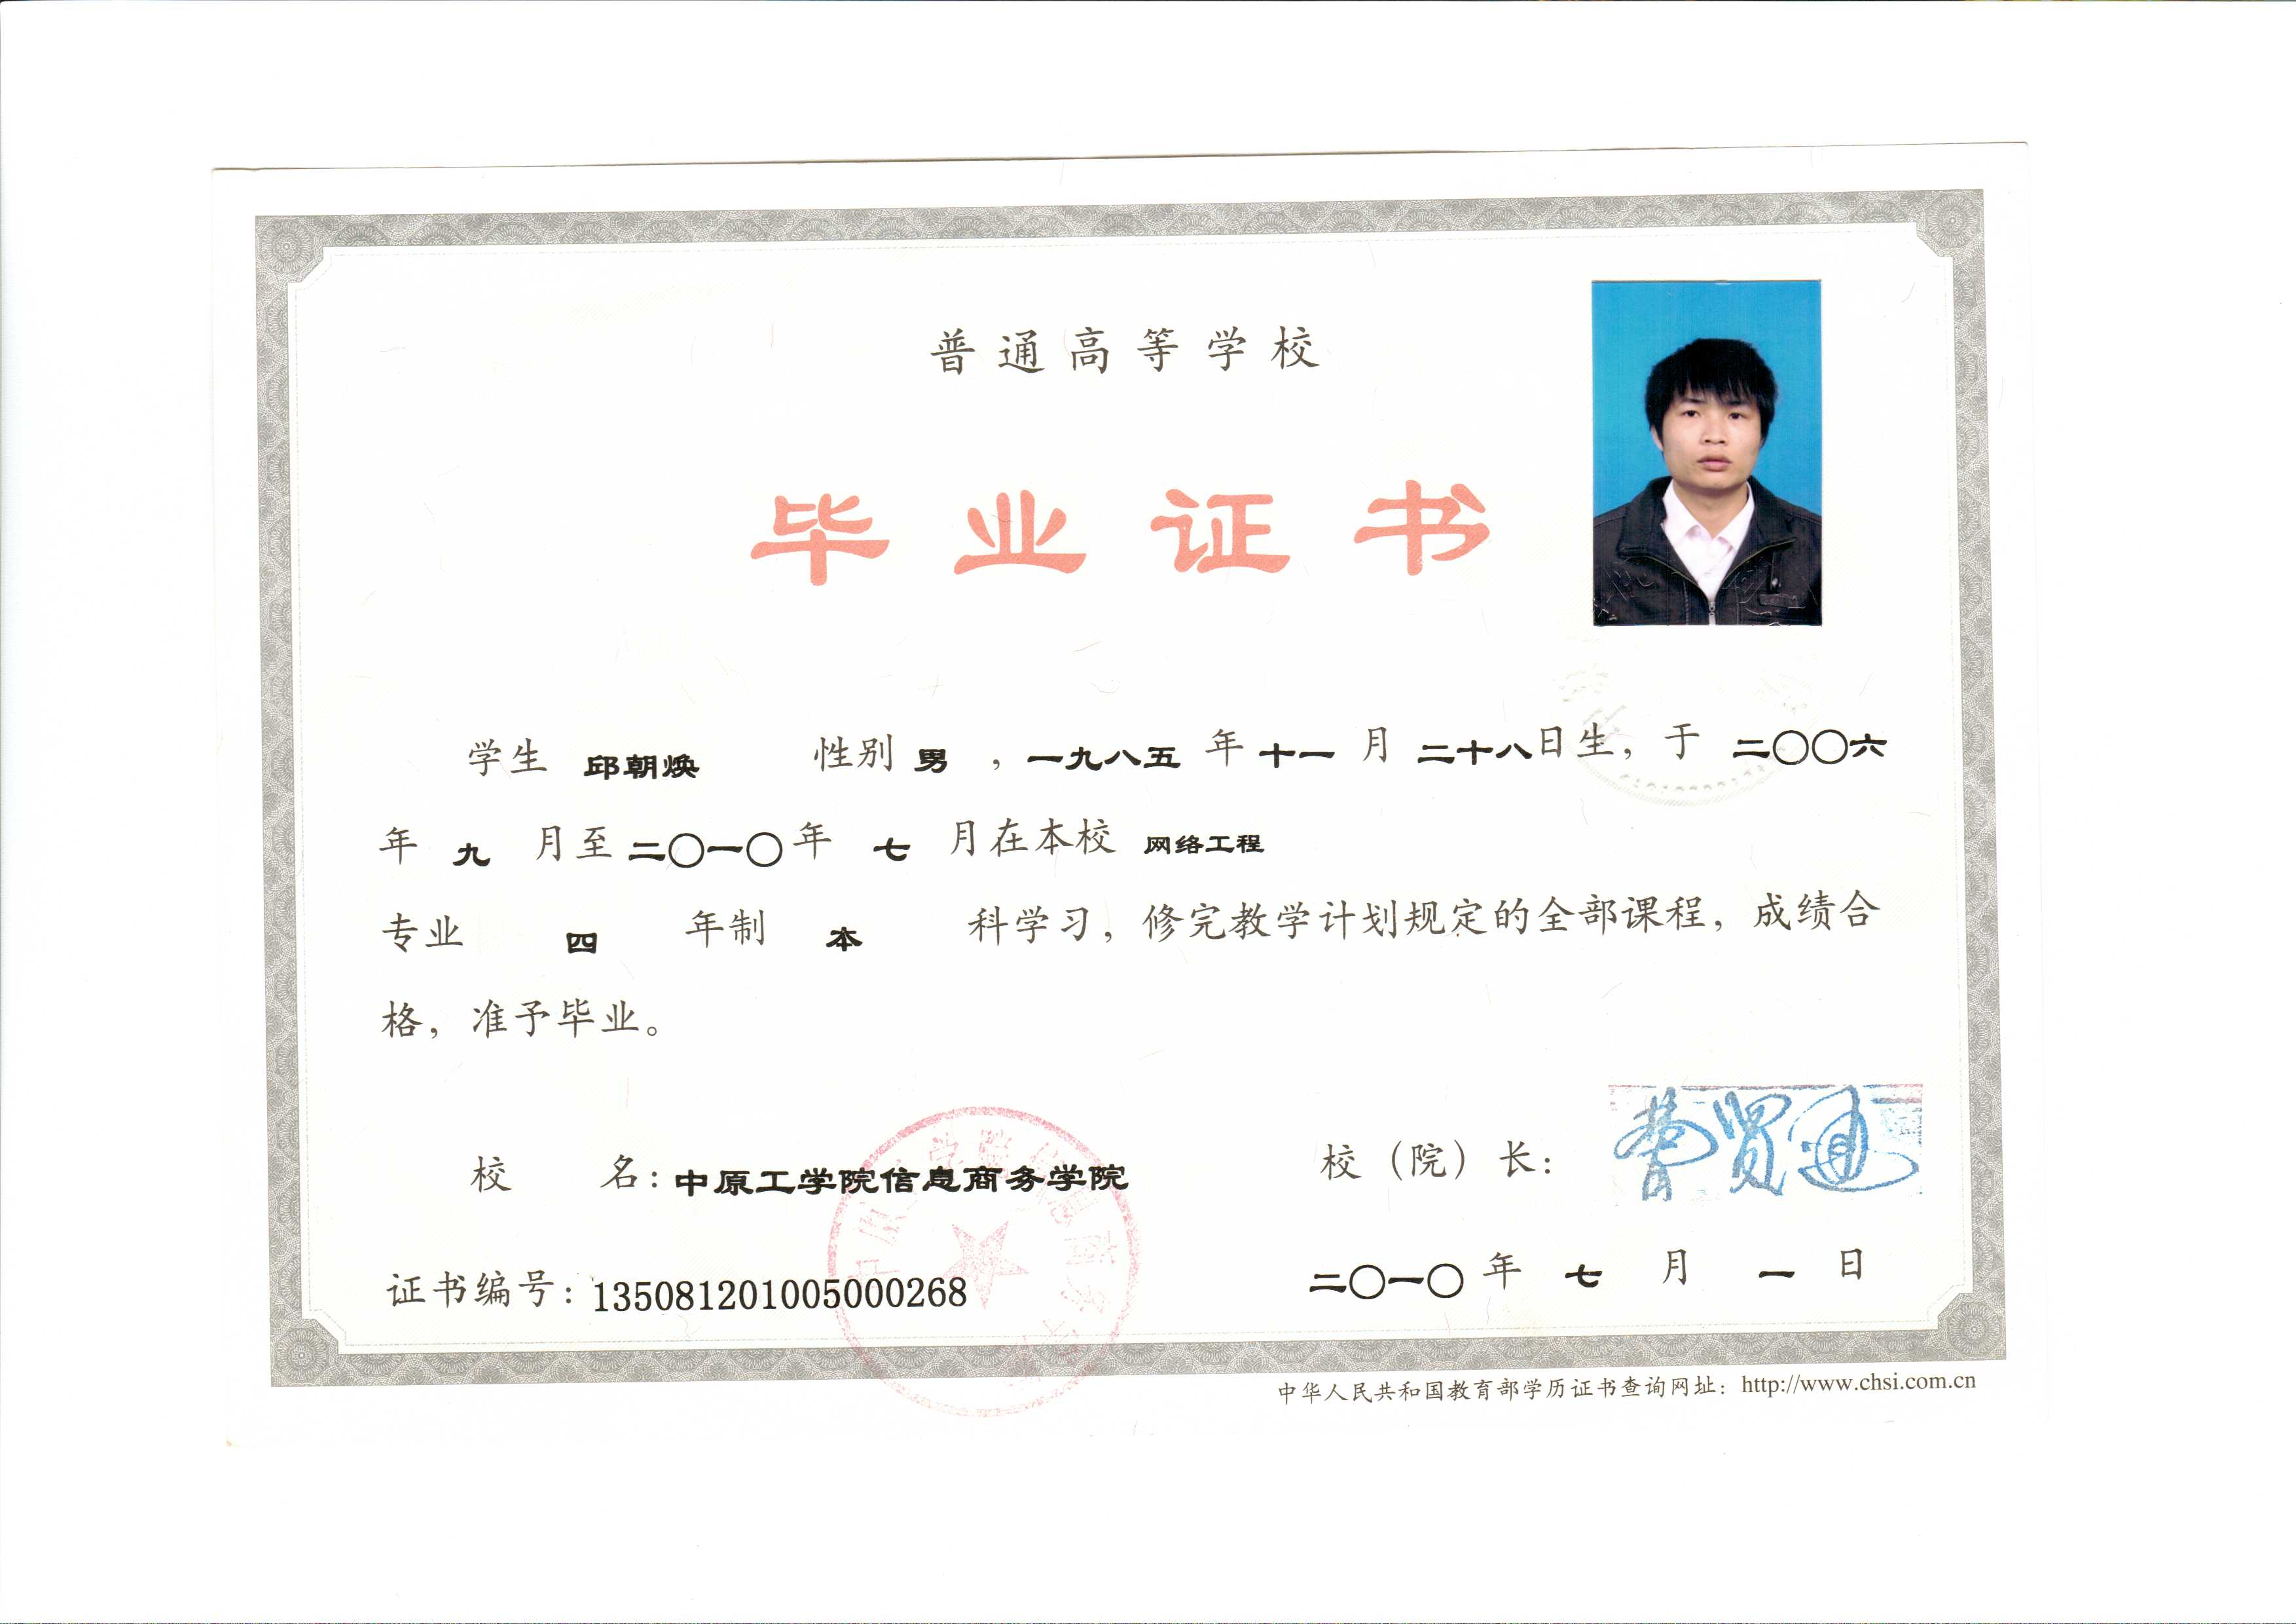 普通高等学校
毕业证书
学生 邱朝焕 性别 男 ，一九八五 年 十一 月 二十八日生，于 二〇〇六
年 九 月至 二〇一〇 年 七 月在本校 网络工程
专业 四 年制 本 科学习，修完教学计划规定的全部课程，成绩合
格，准予毕业。
校 名：中原工学院信息商务学院
校（院）长：
证书编号：135081201005000268
二〇一〇 年 七 月 一 日
中华人民共和国教育部学历证书查询网址：http://www.chsi.com.cn